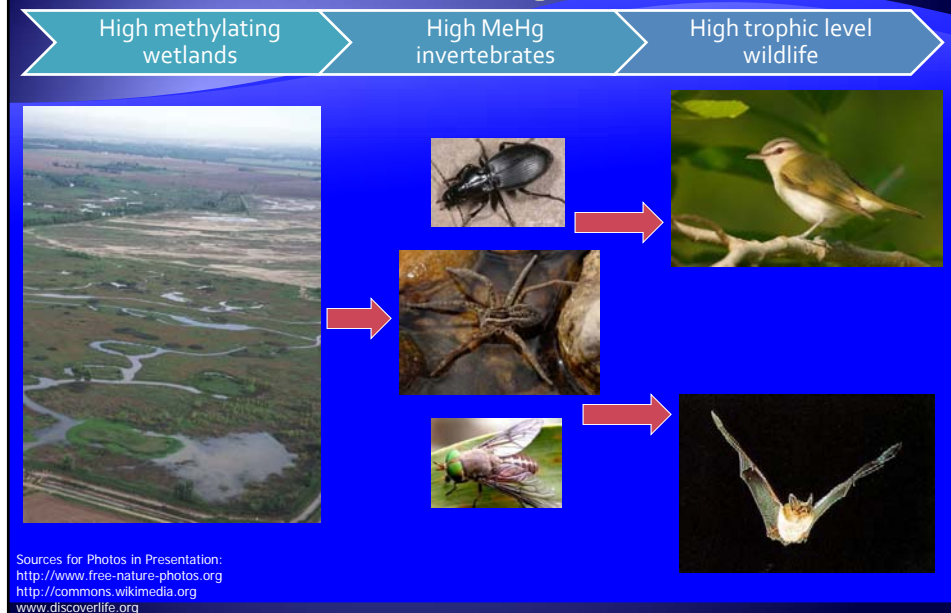 High methylating
wetlands
High MeHg
invertebrates
High trophic level
wildlife
Sources for Photos in Presentation:
http://www.free-nature-photos.org
http://commons.wikimedia.org
www.discoverlife.org